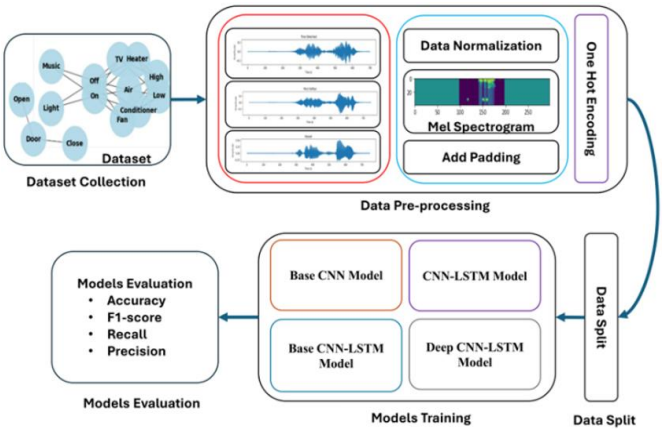 TV Heater
Music
Off
High
Air
Open
On
Low
Light
Conditioner
Fan
Door
Close
Dataset
Dataset Collection
Data Normalization
Mel Spectrogram
Add Padding
One Hot Encoding
Data Pre-processing
Models Evaluation
• Accuracy
• F1-score
• Recall
• Precision
Models Evaluation
Base CNN Model
CNN-LSTM Model
Base CNN-LSTM
Model
Deep CNN-LSTM
Model
Models Training
Data Split
Data Split